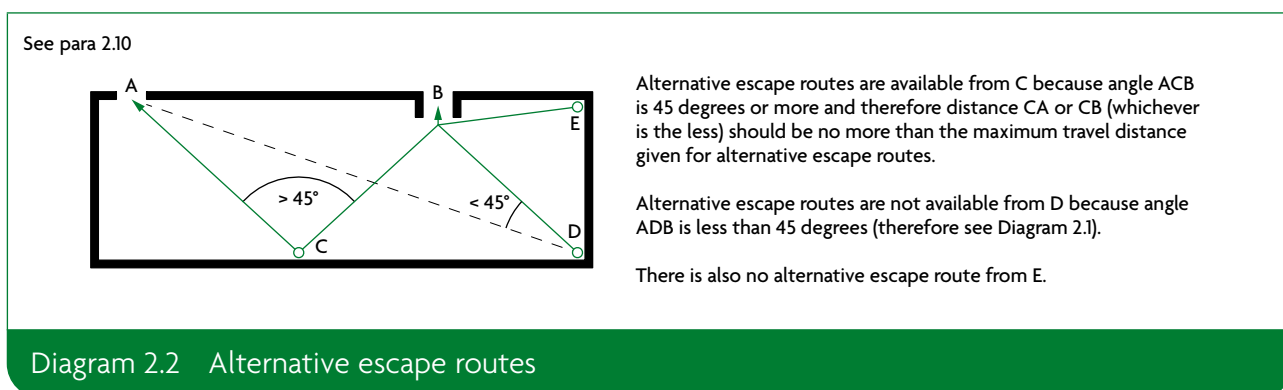 See para 2.10
A
B
E
> 45°
< 45°
D
C
Alternative escape routes are available from C because angle ACB
is 45 degrees or more and therefore distance CA or CB (whichever
is the less) should be no more than the maximum travel distance
given for alternative escape routes.
Alternative escape routes are not available from D because angle
ADB is less than 45 degrees (therefore see Diagram 2.1).
There is also no alternative escape route from E.
Diagram 2.2 Alternative escape routes